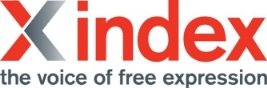 X index
the voice of free expression